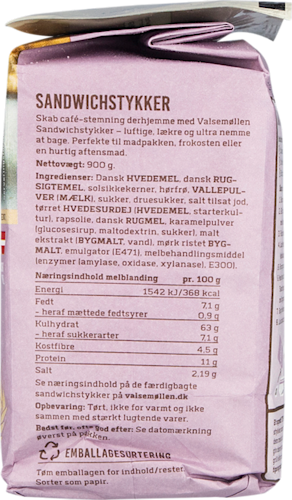 SANDWICHSTYKKER
Skab café-stemning derhjemme med Valsemøllen
Sandwichstykker – luftige, lækre og ultra nemme
at bage. Perfekte til madpakken, frokosten eller
en hurtig aftensmad.
Nettovægt: 900 g.
Ingredienser: Dansk HVEDEMEL, dansk RUG-
SIGTEMEL, solsikkekerner, hørfrø, VALLEPUL-
VER (MÆLK), sukker, druesukker, salt tilsat jod,
tørret HVEDESURDEJ (HVEDEMEL, starterkul-
tur), rapsolie, dansk RUGMEL, karamelpulver
(glucosesirup, maltodextrin, sukker), malt
ekstrakt (BYGMALT, vand), mørk ristet BYG-
MALT, emulgator (E471), melbehandlingsmiddel
(enzymer (amylase, oxidase, xylanase), E300).
Næringsindhold melblanding pr. 100 g
Energi 1542 kJ/368 kcal
Fedt 7,1 g
- heraf mættede fedtsyrer 0,9 g
Kulhydrat 63 g
- heraf sukkerarter 7,1 g
Kostfibre 4,5 g
Protein 11 g
Salt 2,19 g
Se næringsindhold på de færdigbagte
sandwichstykker på valsemøllen.dk
Opbevaring: Tørt, ikke for varmt og ikke
sammen med stærkt lugtende varer.
Bedst før, ofte god efter: Se datomærkning
øverst på pakken.
EMBALLAGESORTERING
Tøm emballagen for indhold/rester.
Sorter som papir.